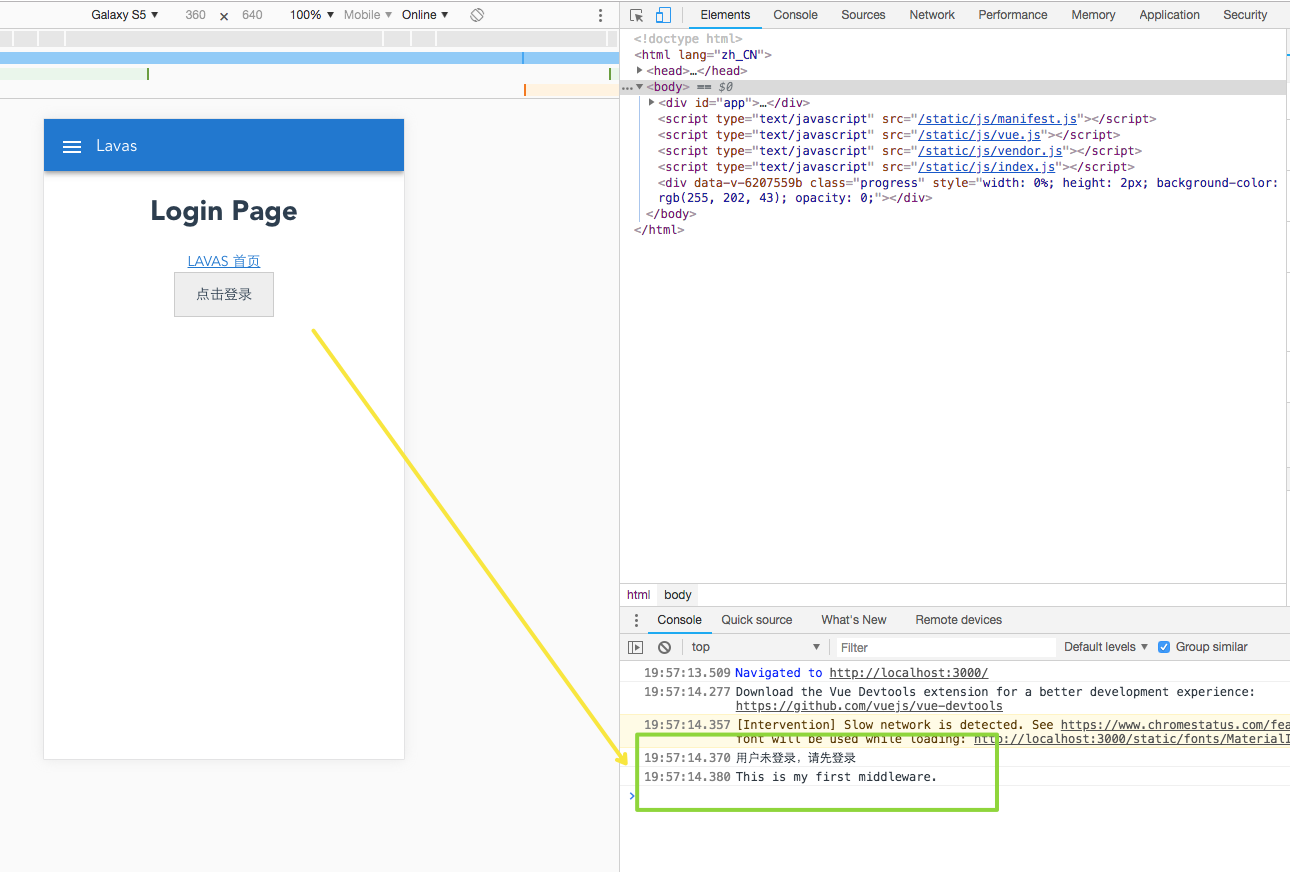 Galaxy S5 ▼ 360 × 640 100% ▼ Mobile ▼ Online ▼
Lavas
Login Page
LAVAS 首页
点击登录
Elements Console Sources Network Performance Memory Application Security
<!doctype html>
<html lang="zh_CN">
▶<head>…</head>
…▼<body> == $0
▶<div id="app">…</div>
<script type="text/javascript" src="/static/js/manifest.js"></script>
<script type="text/javascript" src="/static/js/vue.js"></script>
<script type="text/javascript" src="/static/js/vendor.js"></script>
<script type="text/javascript" src="/static/js/index.js"></script>
<div data-v-6207559b class="progress" style="width: 0%; height: 2px; background-color:
rgb(255, 202, 43); opacity: 0;"></div>
</body>
</html>
html body
Console Quick source What's New Remote devices
top ▼ Filter Default levels ▼ Group similar
19:57:13.509 Navigated to http://localhost:3000/
19:57:14.277 Download the Vue Devtools extension for a better development experience:
https://github.com/vuejs/vue-devtools
19:57:14.357 [Intervention] Slow network is detected. See https://www.chromestatus.com/fea
font will be used while loading: http://localhost:3000/static/fonts/MaterialI
19:57:14.370 用户未登录，请先登录
19:57:14.380 This is my first middleware.
>